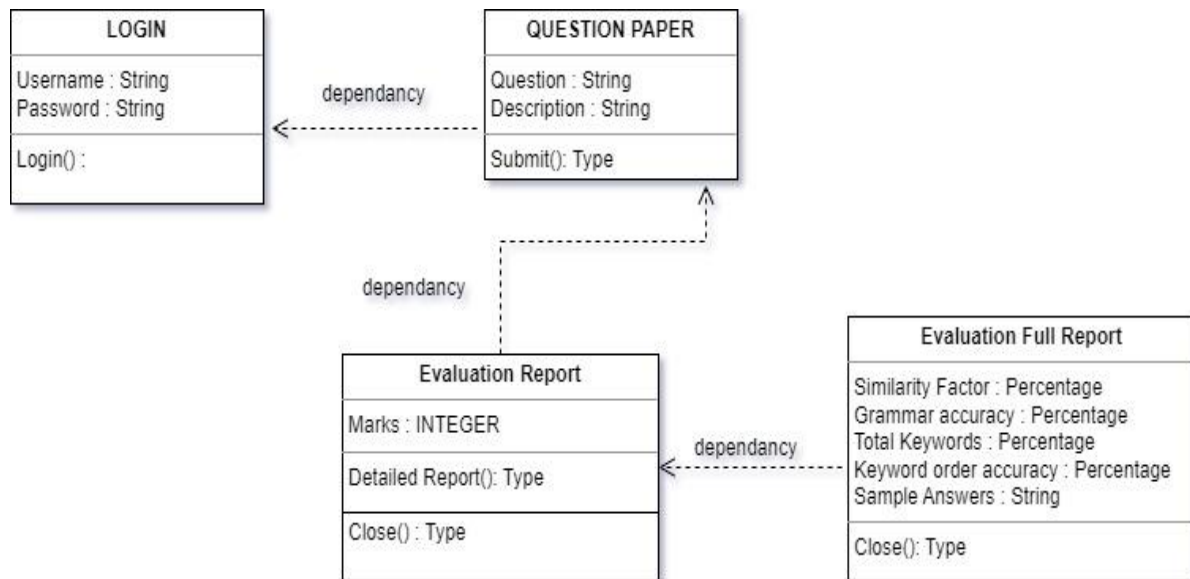 LOGIN
Username : String
Password : String
Login() :
dependancy
QUESTION PAPER
Question : String
Description : String
Submit(): Type
dependancy
Evaluation Report
Marks : INTEGER
Detailed Report(): Type
Close() : Type
dependancy
Evaluation Full Report
Similarity Factor : Percentage
Grammar accuracy : Percentage
Total Keywords : Percentage
Keyword order accuracy : Percentage
Sample Answers : String
Close(): Type